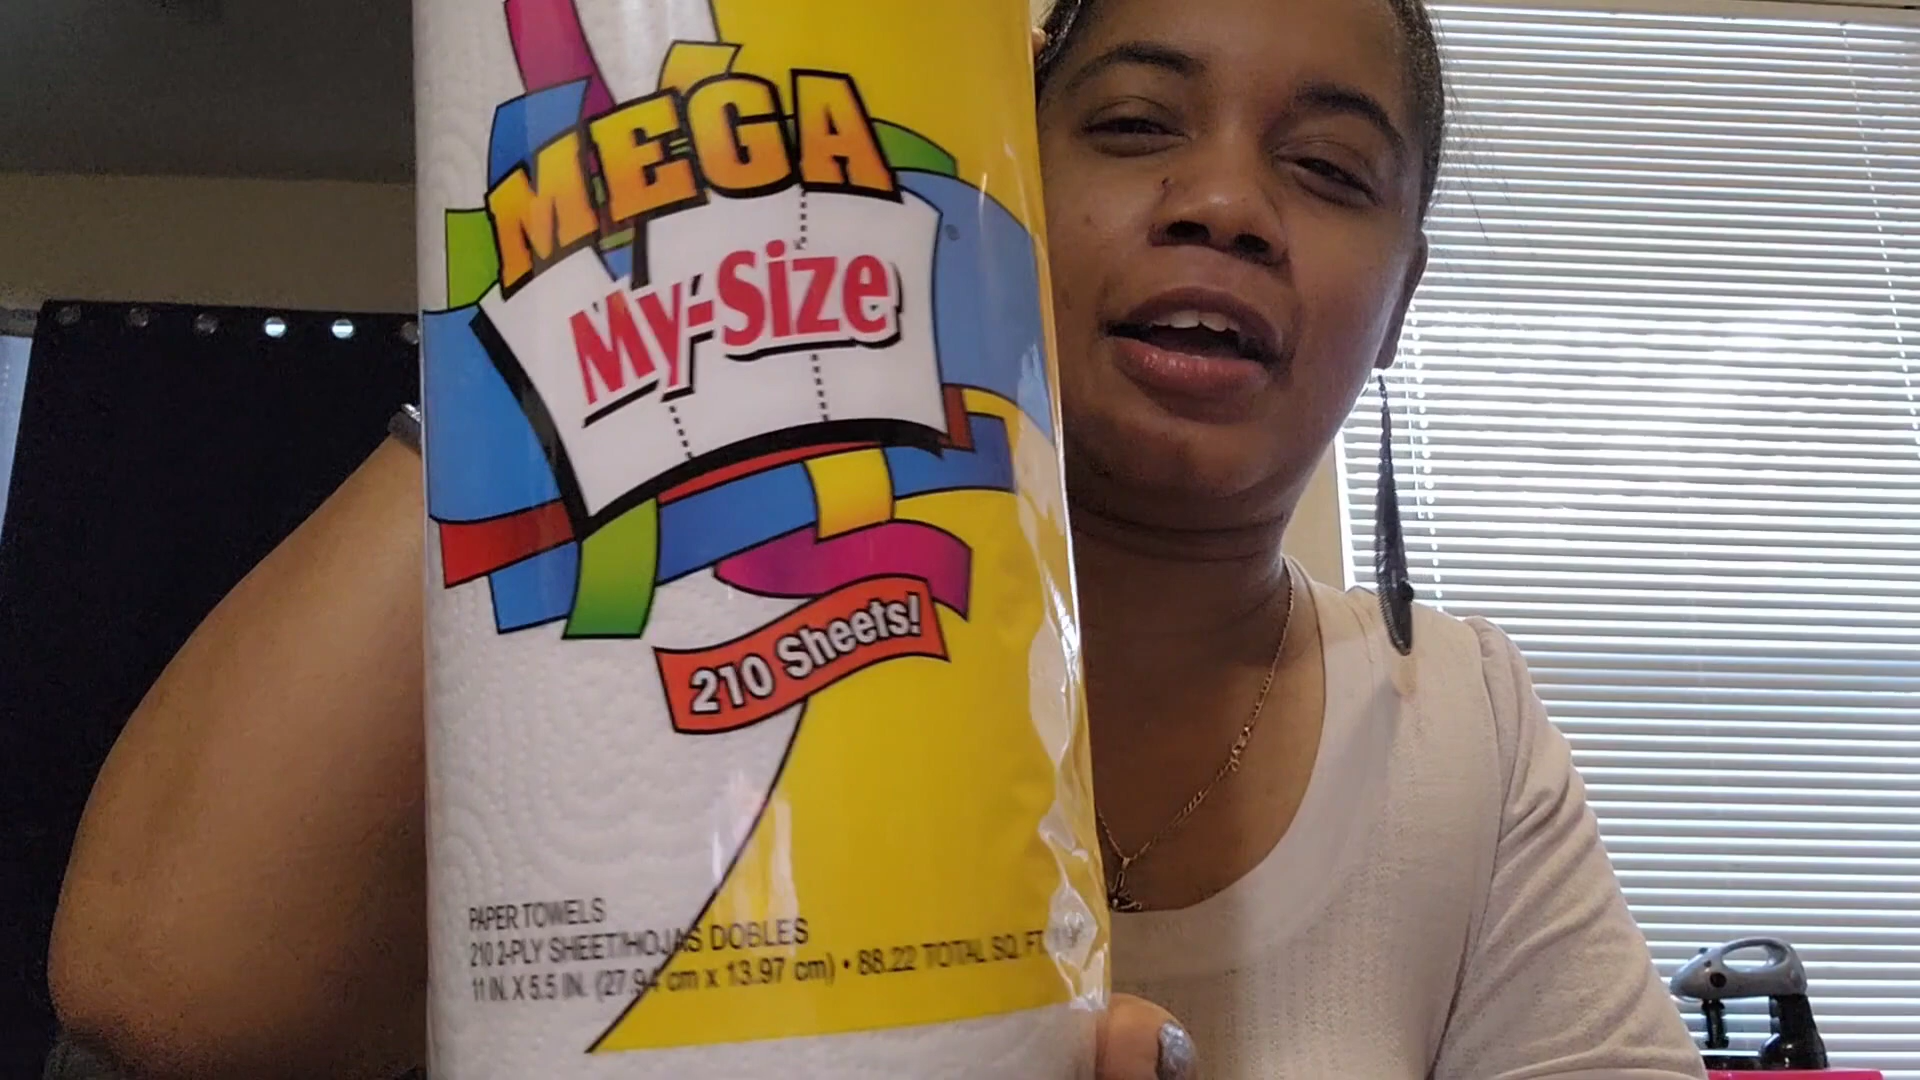 MEGA
My-Size
®
210 Sheets!
PAPER TOWELS
210 2-PLY SHEET/HOJAS DOBLES
11 IN. X 5.5 IN. (27.94 cm x 13.97 cm) • 88.22 TOTAL SQ. FT.